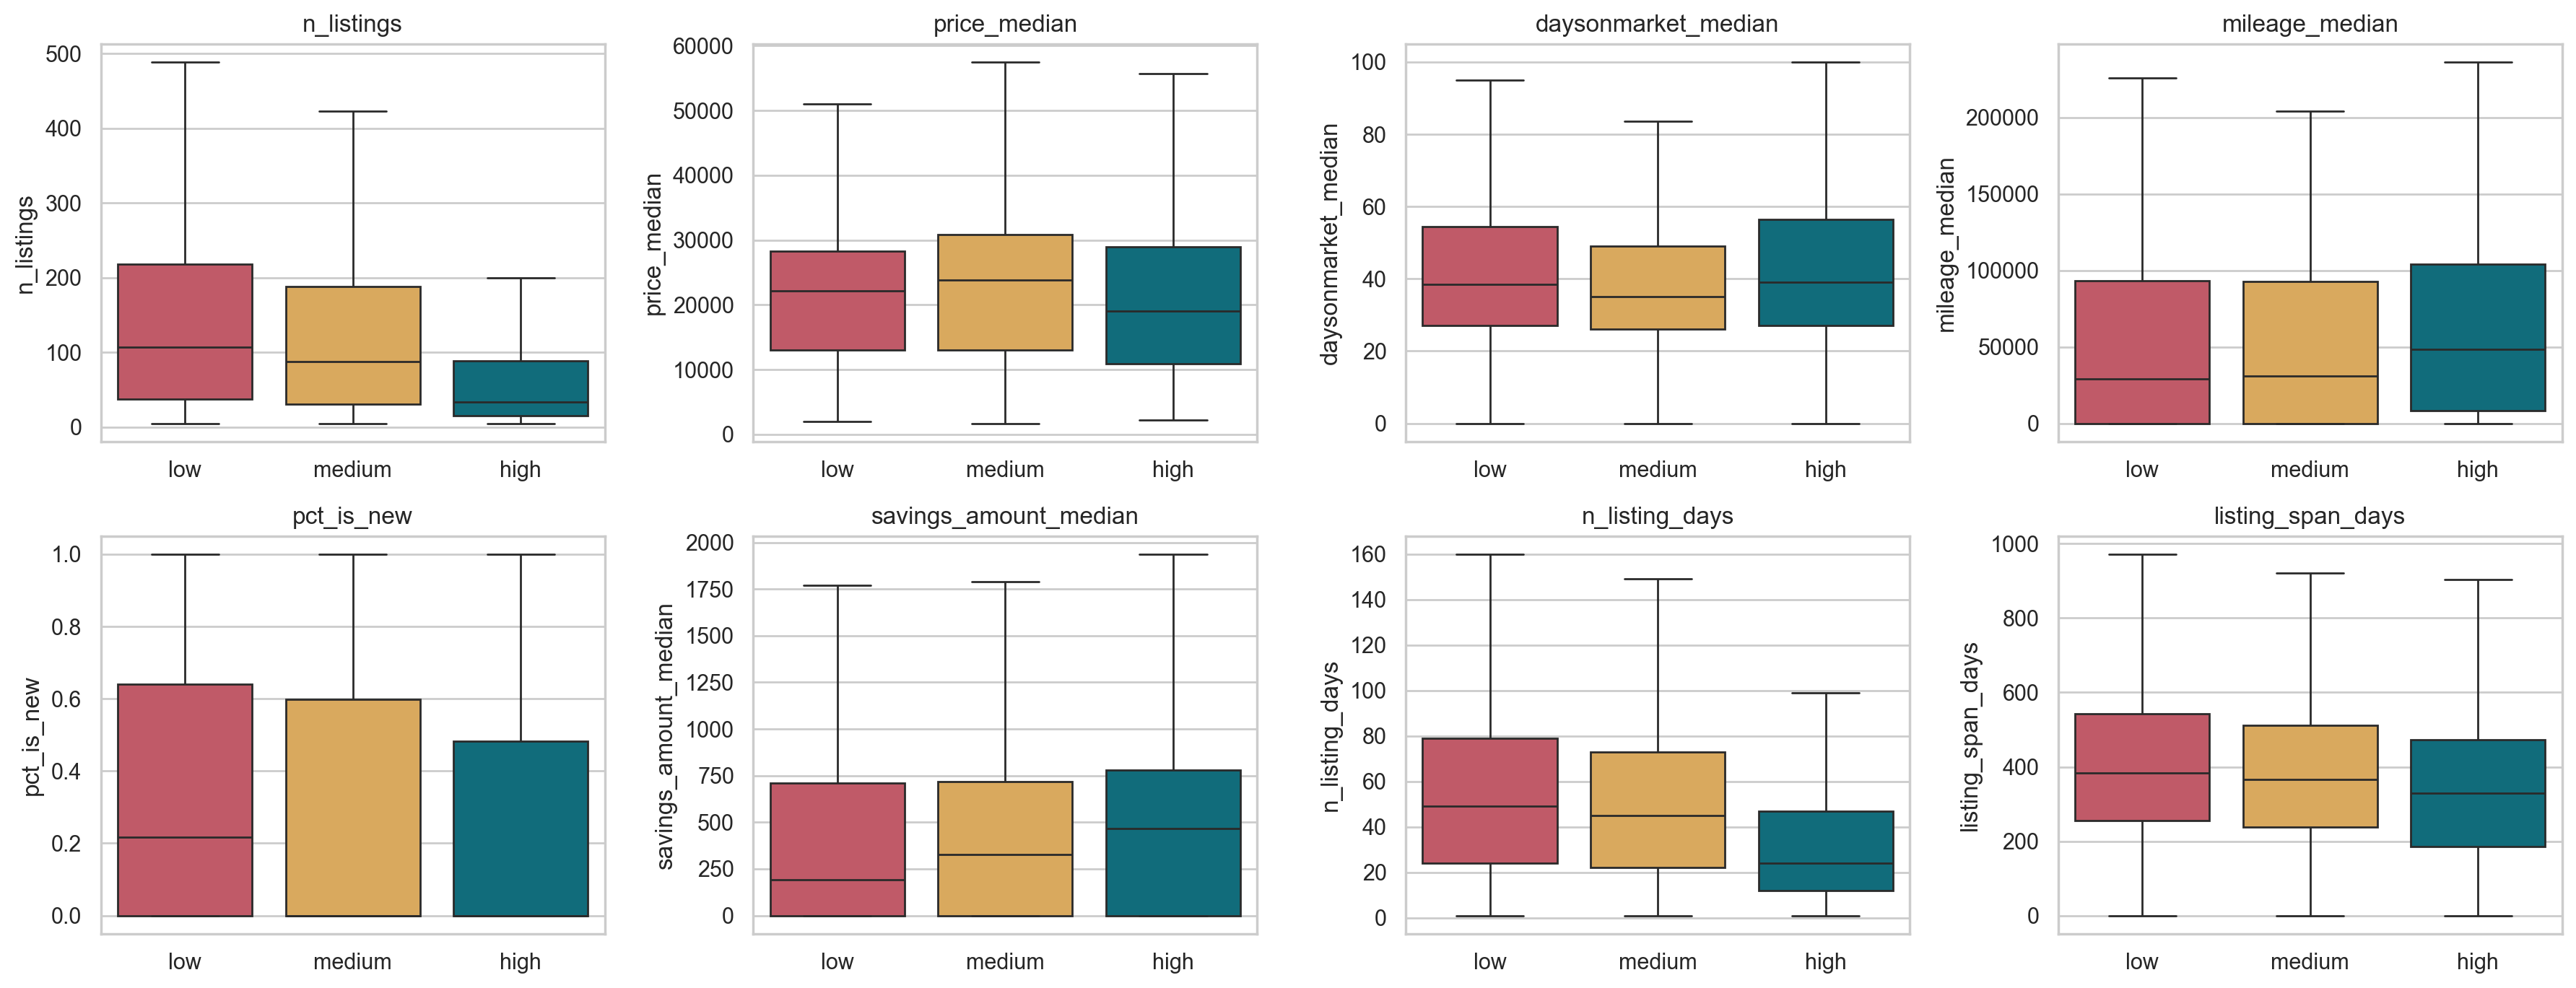 n_listings
n_listings
500
400
300
200
100
0
low medium high
price_median
price_median
60000
50000
40000
30000
20000
10000
0
low medium high
daysonmarket_median
daysonmarket_median
100
80
60
40
20
0
low medium high
mileage_median
mileage_median
200000
150000
100000
50000
0
low medium high
pct_is_new
pct_is_new
1.0
0.8
0.6
0.4
0.2
0.0
low medium high
savings_amount_median
savings_amount_median
2000
1750
1500
1250
1000
750
500
250
0
low medium high
n_listing_days
n_listing_days
160
140
120
100
80
60
40
20
0
low medium high
listing_span_days
listing_span_days
1000
800
600
400
200
0
low medium high